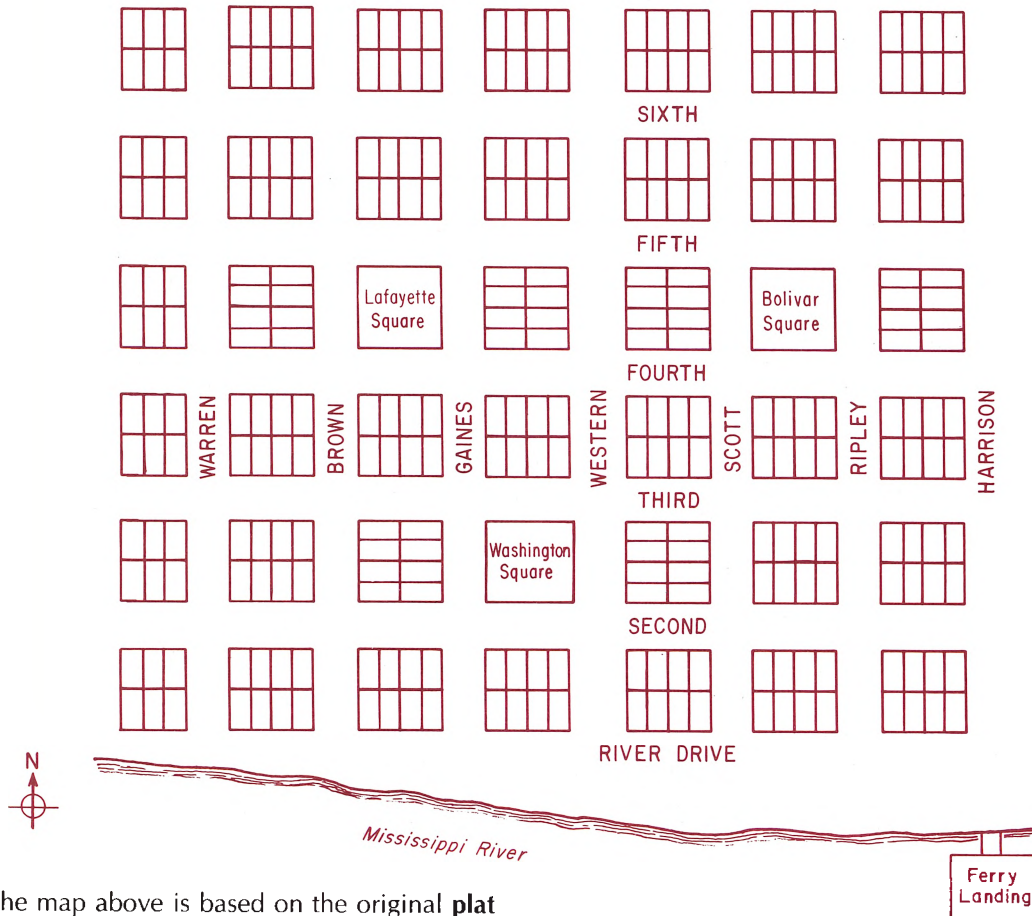 SIXTH
FIFTH
Lafayette
Square
Bolivar
Square
FOURTH
WARREN
BROWN
GAINES
WESTERN
SCOTT
RIPLEY
HARRISON
THIRD
Washington
Square
SECOND
RIVER DRIVE
N
Mississippi River
Ferry
Landing
he map above is based on the original plat